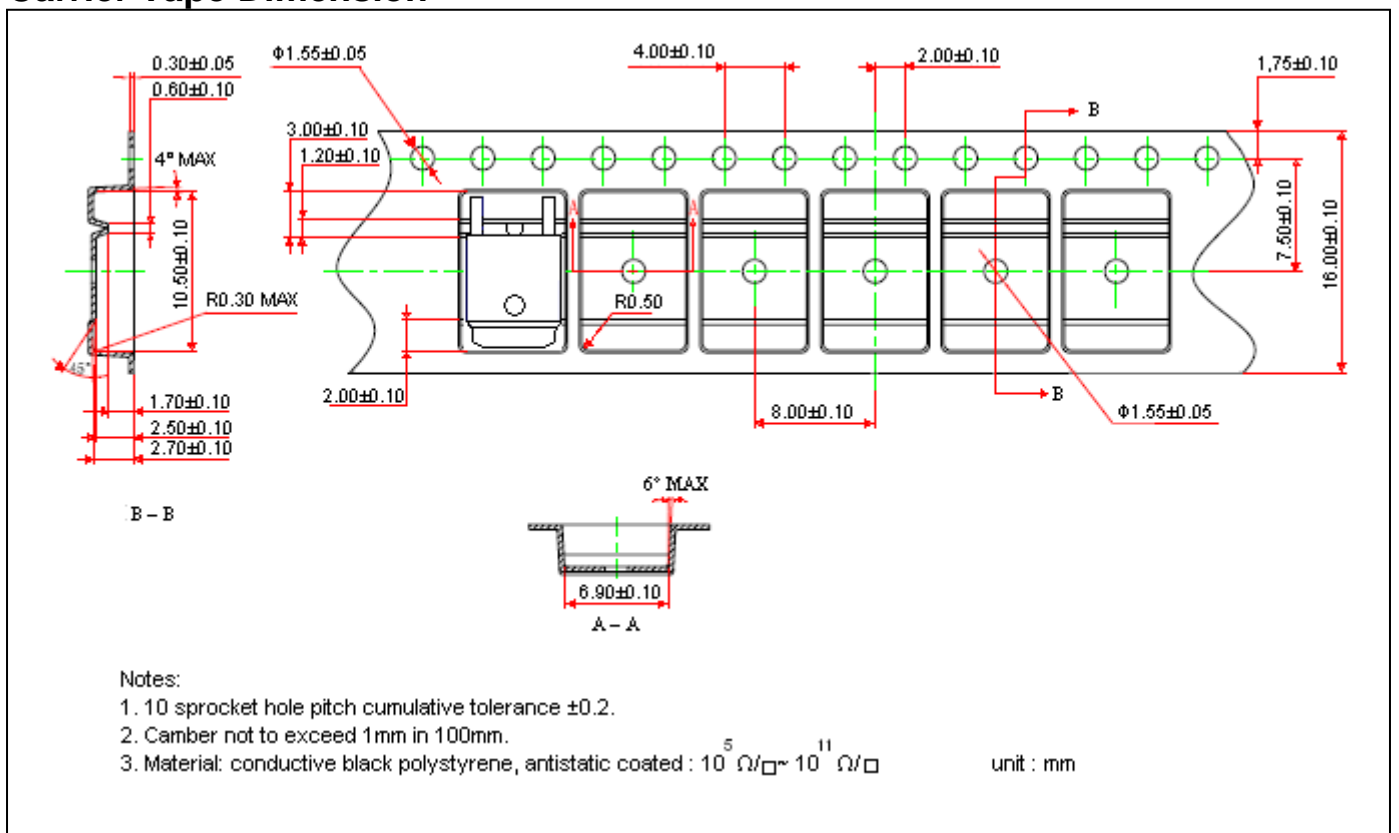 0.30±0.05
0.60±0.10
4° MAX
10.50±0.10
R0.30 MAX
45°
1.70±0.10
2.50±0.10
2.70±0.10
B – B
Φ1.55±0.05
4.00±0.10
2.00±0.10
1,75±0.10
3.00±0.10
1.20±0.10
B
A
A
7.50±0.10
16.00±0.10
R0.50
2.00±0.10
8.00±0.10
B
Φ1.55±0.05
6° MAX
6.90±0.10
A – A
Notes:
1. 10 sprocket hole pitch cumulative tolerance ±0.2.
2. Camber not to exceed 1mm in 100mm.
3. Material: conductive black polystyrene, antistatic coated : 10⁵ Ω/□~ 10¹¹ Ω/□ unit : mm